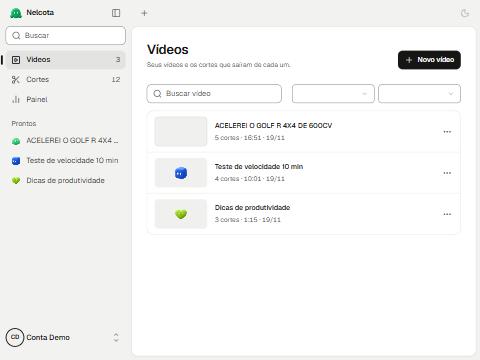 Nelcota
Buscar
Vídeos 3
Cortes 12
Painel
Prontos
ACELEREI O GOLF R 4X4 ...
Teste de velocidade 10 min
Dicas de produtividade
CD Conta Demo
Vídeos
Seus vídeos e os cortes que saíram de cada um.
Novo vídeo
Buscar vídeo
ACELEREI O GOLF R 4X4 DE 600CV
5 cortes · 16:51 · 19/11
Teste de velocidade 10 min
4 cortes · 10:01 · 19/11
Dicas de produtividade
3 cortes · 1:15 · 19/11